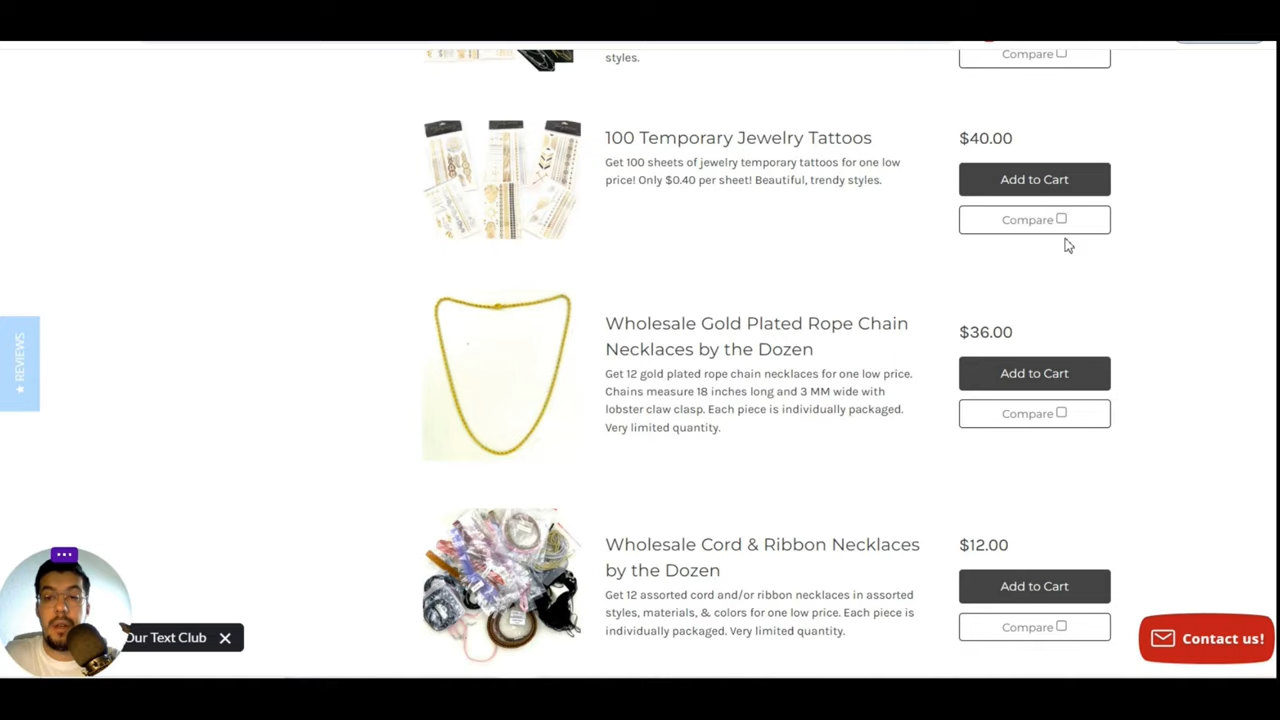 styles.
Compare
100 Temporary Jewelry Tattoos
Get 100 sheets of jewelry temporary tattoos for one low
price! Only $0.40 per sheet! Beautiful, trendy styles.
$40.00
Add to Cart
Compare
Wholesale Gold Plated Rope Chain
Necklaces by the Dozen
Get 12 gold plated rope chain necklaces for one low price.
Chains measure 18 inches long and 3 MM wide with
lobster claw clasp. Each piece is individually packaged.
Very limited quantity.
$36.00
Add to Cart
Compare
★ REVIEWS
Wholesale Cord & Ribbon Necklaces
by the Dozen
Get 12 assorted cord and/or ribbon necklaces in assorted
styles, materials, & colors for one low price. Each piece is
individually packaged. Very limited quantity.
$12.00
Add to Cart
Compare
Our Text Club
Contact us!